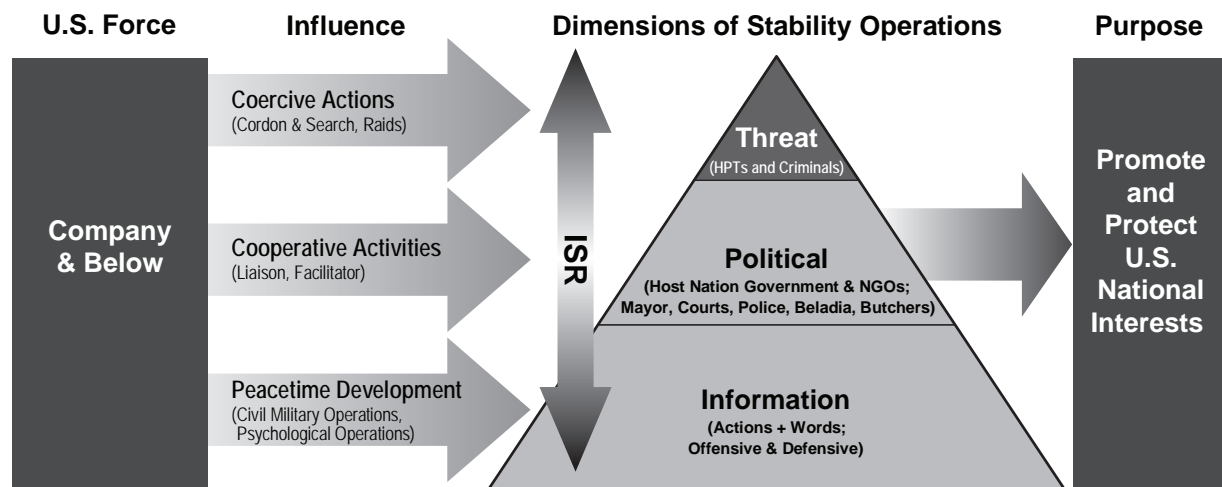 U.S. Force
Influence
Dimensions of Stability Operations
Purpose
Company
& Below
Coercive Actions
(Cordon & Search, Raids)
Cooperative Activities
(Liaison, Facilitator)
Peacetime Development
(Civil Military Operations,
Psychological Operations)
ISR
Threat
(HPTs and Criminals)
Political
(Host Nation Government & NGOs;
Mayor, Courts, Police, Beladia, Butchers)
Information
(Actions + Words;
Offensive & Defensive)
Promote
and
Protect
U.S.
National
Interests